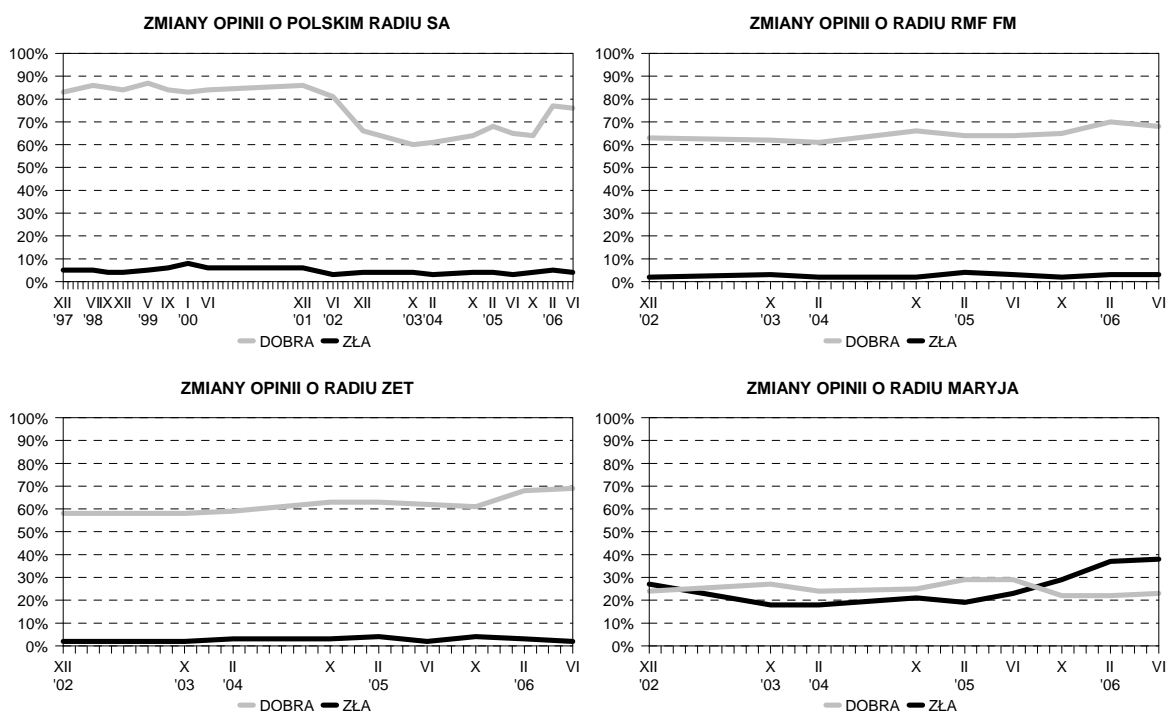 ZMIANY OPINII O POLSKIM RADIU SA
100%
90%
80%
70%
60%
50%
40%
30%
20%
10%
0%
XII VII IX XII V IX I VI XII VI XII X II X II VI X II VI
'97 '98 '99 '00 '01 '02 '03 '04 '05 '06
DOBRA ZŁA
ZMIANY OPINII O RADIU RMF FM
100%
90%
80%
70%
60%
50%
40%
30%
20%
10%
0%
XII X II X II VI X II VI
'02 '03 '04 '05 '06
DOBRA ZŁA
ZMIANY OPINII O RADIU ZET
100%
90%
80%
70%
60%
50%
40%
30%
20%
10%
0%
XII X II X II VI X II VI
'02 '03 '04 '05 '06
DOBRA ZŁA
ZMIANY OPINII O RADIU MARYJA
100%
90%
80%
70%
60%
50%
40%
30%
20%
10%
0%
XII X II X II VI X II VI
'02 '03 '04 '05 '06
DOBRA ZŁA